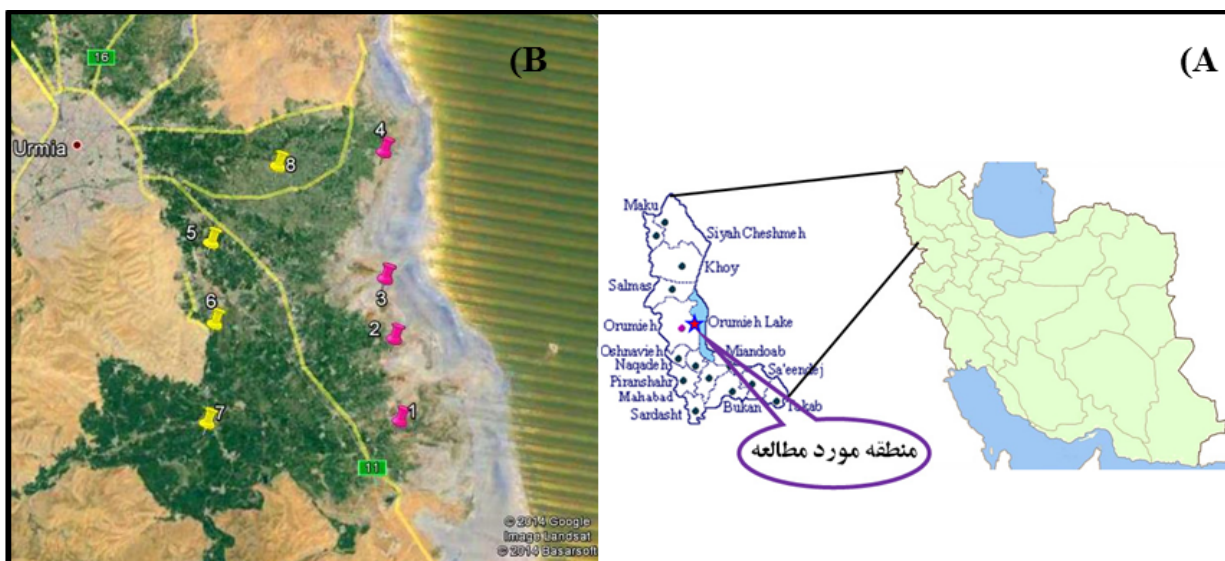 (B
16
Urmia
4
8
5
3
6
2
7
1
11
© 2014 Google
Image Landsat
© 2014 Basarsoft
(A
Maku
Siyah Cheshmeh
Khoy
Salmas
Orumieh
Orumieh Lake
Oshnavieh
Miandoab
Naqadeh
Sa'eendej
Piranshahr
Mahabad
Bukan
Takab
Sardasht
منطقه مورد مطالعه